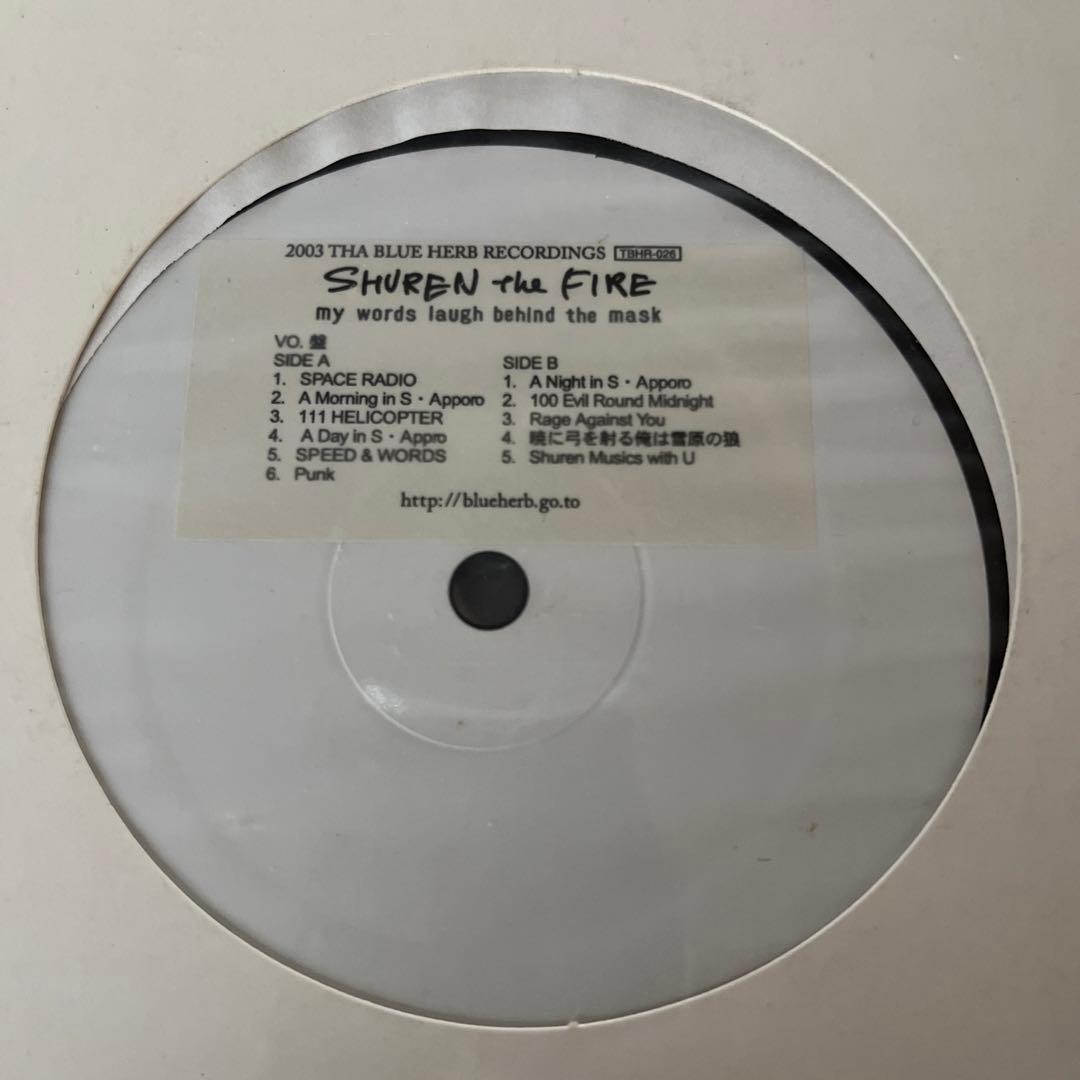 2003 THA BLUE HERB RECORDINGS TBHR-026
SHUREN the FIRE
my words laugh behind the mask
VO. 盤
SIDE A
1. SPACE RADIO
2. A Morning in S・Apporo
3. 111 HELICOPTER
4. A Day in S・Appro
5. SPEED & WORDS
6. Punk
SIDE B
1. A Night in S・Apporo
2. 100 Evil Round Midnight
3. Rage Against You
4. 暁に弓を射る俺は雪原の狼
5. Shuren Musics with U
http://blueherb.go.to